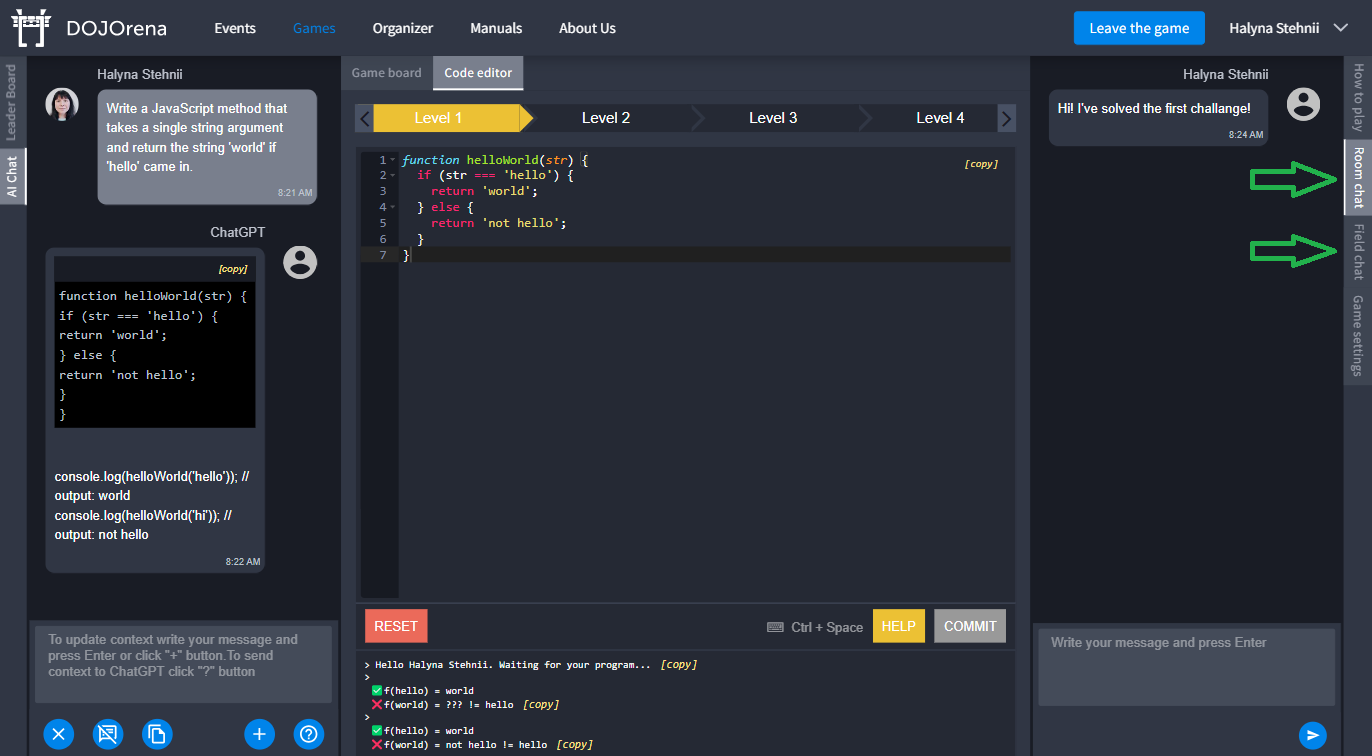 DOJOrena
Events
Games
Organizer
Manuals
About Us
Leave the game
Halyna Stehnii
Leader Board
AI Chat
Halyna Stehnii
Write a JavaScript method that
takes a single string argument
and return the string 'world' if
'hello' came in.
8:21 AM
ChatGPT
[copy]
function helloWorld(str) {
if (str === 'hello') {
return 'world';
} else {
return 'not hello';
}
}
console.log(helloWorld('hello')); //
output: world
console.log(helloWorld('hi')); //
output: not hello
8:22 AM
To update context write your message and
press Enter or click "+" button.To send
context to ChatGPT click "?" button
Game board
Code editor
Level 1
Level 2
Level 3
Level 4
1 function helloWorld(str) {
[copy]
2 if (str === 'hello') {
3 return 'world';
4 } else {
5 return 'not hello';
6 }
7 }
RESET
Ctrl + Space
HELP
COMMIT
> Hello Halyna Stehnii. Waiting for your program... [copy]
>
✅f(hello) = world
❌f(world) = ??? != hello [copy]
>
✅f(hello) = world
❌f(world) = not hello != hello [copy]
Halyna Stehnii
Hi! I've solved the first challange!
8:24 AM
Write your message and press Enter
How to play
Room chat
Field chat
Game settings